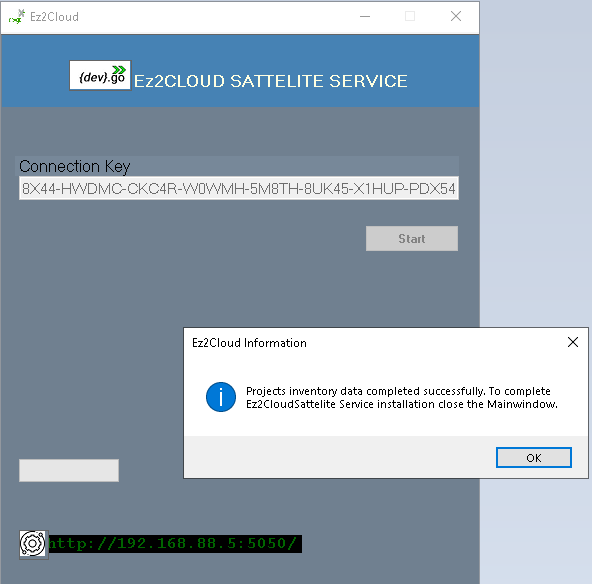 Ez2Cloud
{dev}.go
Ez2CLOUD SATTELITE SERVICE
Connection Key
8X44-HWDMC-CKC4R-W0WMH-5M8TH-8UK45-X1HUP-PDX54
Start
Ez2Cloud Information
Projects inventory data completed successfully. To complete
Ez2CloudSattelite Service installation close the Mainwindow.
OK
http://192.168.88.5:5050/